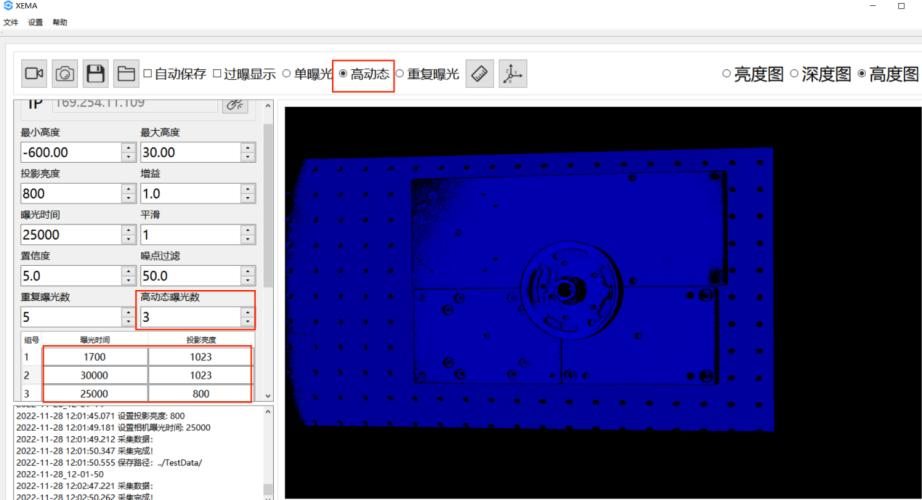 XEMA
文件 设置 帮助
自动保存 过曝显示 单曝光 高动态 重复曝光 亮度图 深度图 高度图
IP 169.254.11.109
最小高度 最大高度
-600.00 30.00
投影亮度 增益
800 1.0
曝光时间 平滑
25000 1
置信度 噪点过滤
5.0 50.0
重复曝光数 高动态曝光数
5 3
组号 曝光时间 投影亮度
1 1700 1023
2 30000 1023
3 25000 800
2022-11-28 12:01:45.071 设置投影亮度: 800
2022-11-28 12:01:49.181 设置相机曝光时间: 25000
2022-11-28 12:01:49.212 采集数据:
2022-11-28 12:01:50.347 采集完成!
2022-11-28 12:01:50.555 保存路径: ../TestData/
2022-11-28_12-01-50
2022-11-28 12:02:47.221 采集数据:
2022-11-28 12:02:50.262 采集完成!